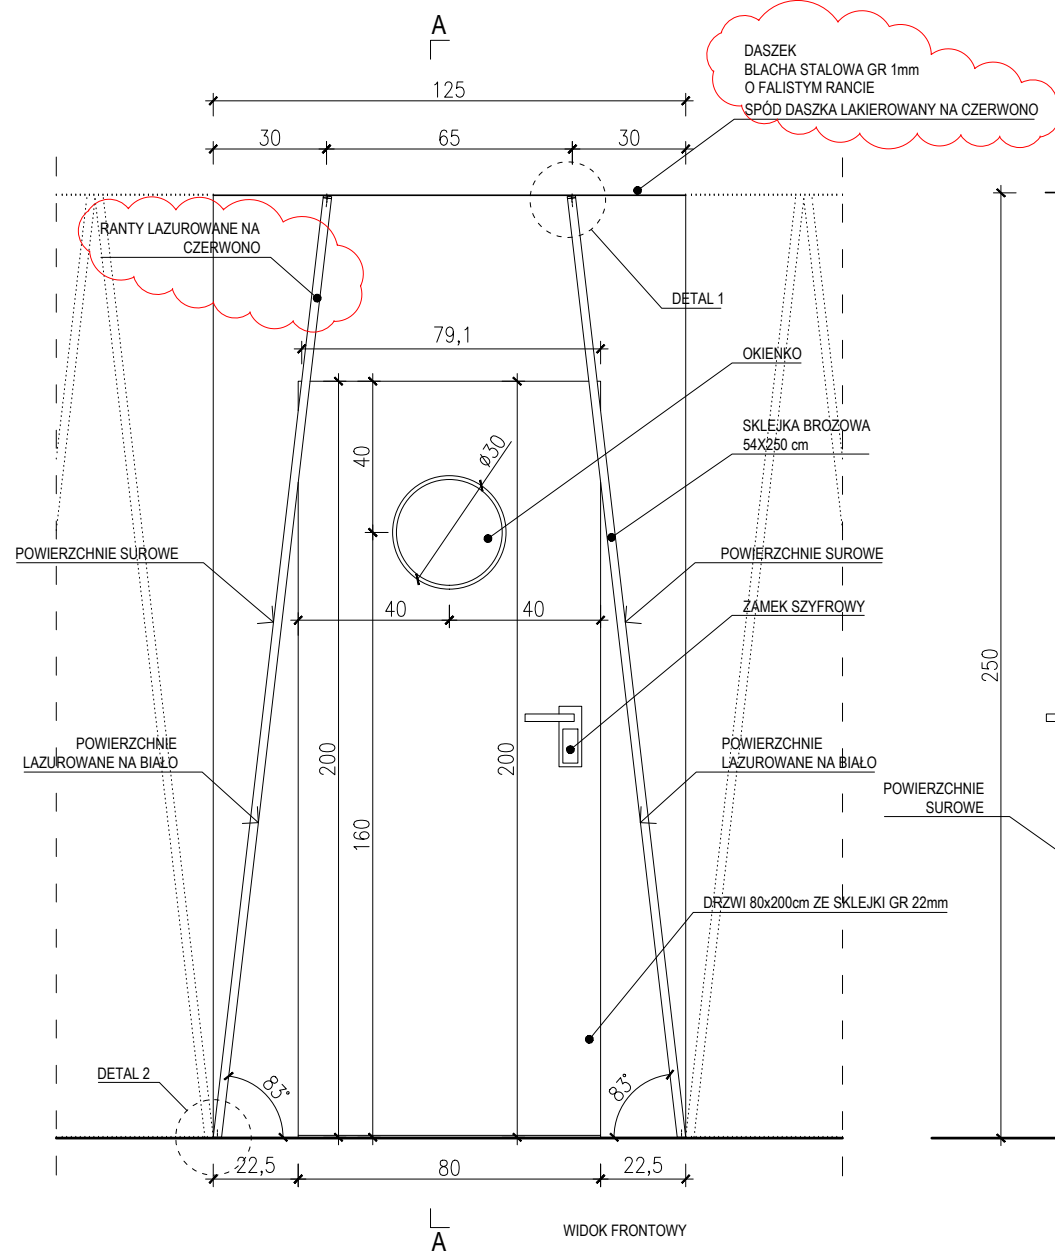 A
DASZEK
BLACHA STALOWA GR 1mm
O FALISTYM RANCIE
SPÓD DASZKA LAKIEROWANY NA CZERWONO
125
30
65
30
RANTY LAZUROWANE NA
CZERWONO
DETAL 1
79,1
OKIENKO
40
ø30
SKLEJKA BROZOWA
54X250 cm
POWIERZCHNIE SUROWE
POWIERZCHNIE SUROWE
40
40
ZAMEK SZYFROWY
250
POWIERZCHNIE
LAZUROWANE NA BIAŁO
200
200
POWIERZCHNIE
LAZUROWANE NA BIAŁO
POWIERZCHNIE
SUROWE
160
DRZWI 80x200cm ZE SKLEJKI GR 22mm
DETAL 2
83°
83°
22,5
80
22,5
A
WIDOK FRONTOWY